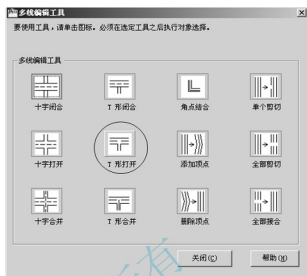 多线编辑工具
要使用工具，请单击图标。必须在选定工具之后执行对象选择。
多线编辑工具
十字闭合 T 形闭合 角点结合 单个剪切
十字打开 T 形打开 添加顶点 全部剪切
十字合并 T 形合并 删除顶点 全部接合
关闭(C) 帮助(H)